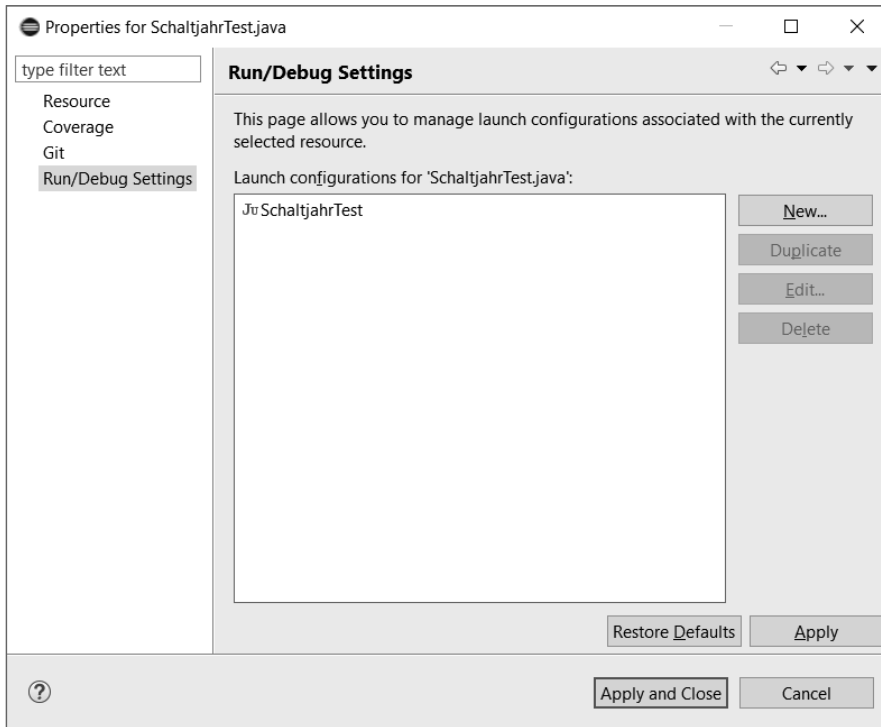 Properties for SchaltjahrTest.java
type filter text
Resource
Coverage
Git
Run/Debug Settings
Run/Debug Settings
This page allows you to manage launch configurations associated with the currently
selected resource.
Launch configurations for 'SchaltjahrTest.java':
Ju SchaltjahrTest
New...
Duplicate
Edit...
Delete
Restore Defaults
Apply
?
Apply and Close
Cancel